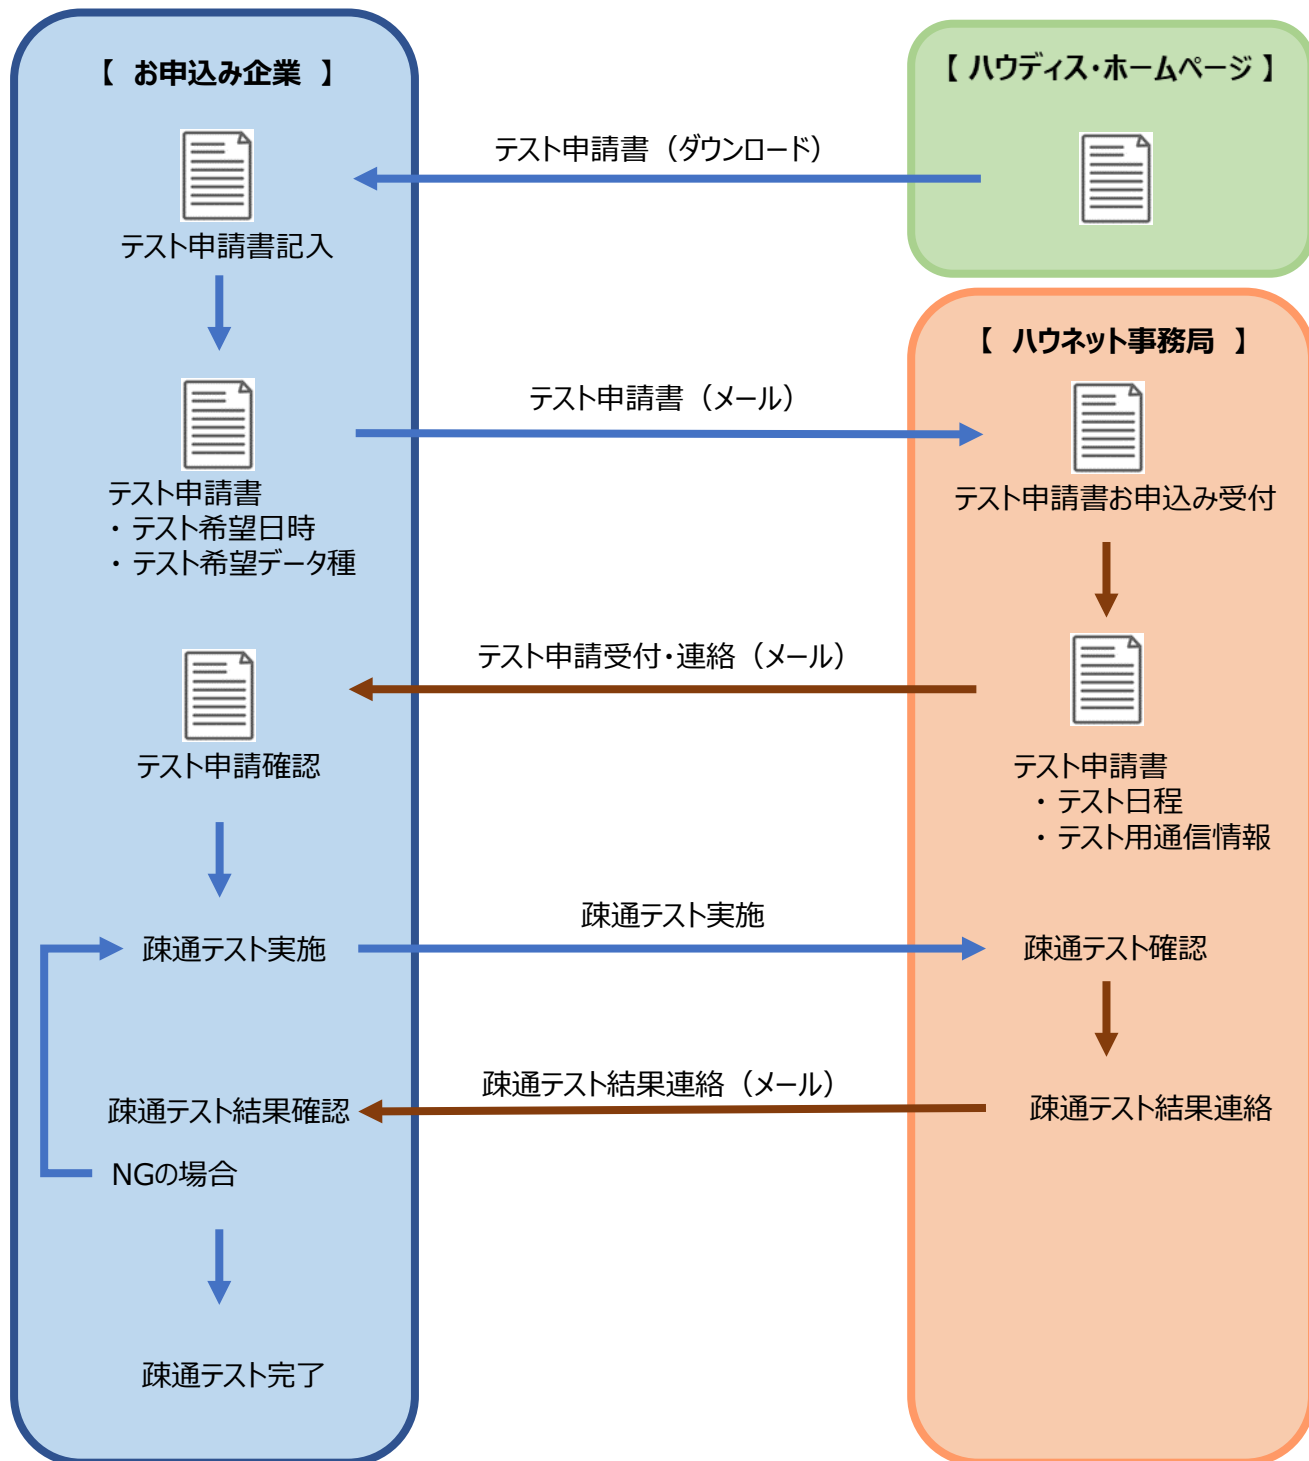 【 お申込み企業 】
【 ハウディス・ホームページ 】
テスト申請書（ダウンロード）
テスト申請書記入
【 ハウネット事務局 】
テスト申請書（メール）
テスト申請書
・ テスト希望日時
・ テスト希望データ種
テスト申請書お申込み受付
テスト申請受付・連絡（メール）
テスト申請確認
テスト申請書
・ テスト日程
・ テスト用通信情報
疎通テスト実施
疎通テスト実施
疎通テスト確認
疎通テスト結果連絡（メール）
疎通テスト結果確認
疎通テスト結果連絡
NGの場合
疎通テスト完了